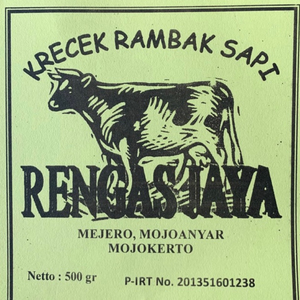 KRECEK RAMBAK SAPI
RENGAS JAYA
MEJERO, MOJOANYAR
MOJOKERTO
Netto : 500 gr
P-IRT No. 201351601238